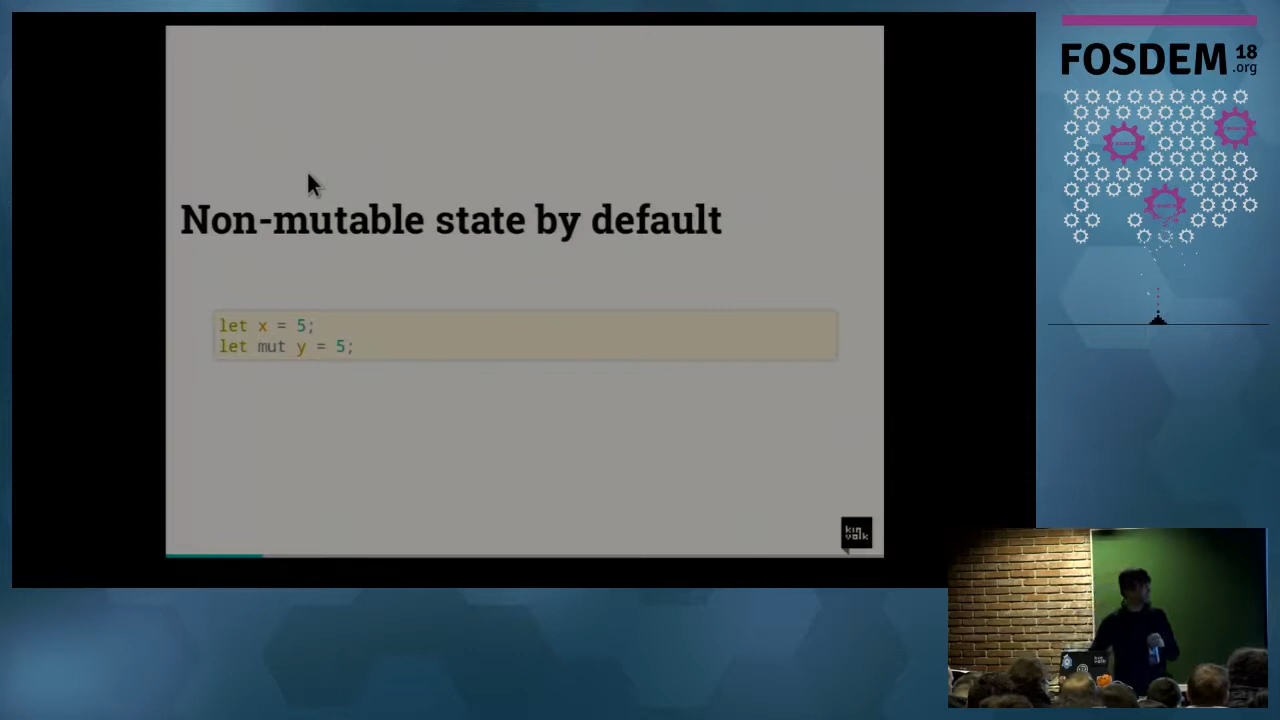 Non-mutable state by default
let x = 5;
let mut y = 5;
kin
volk
FOSDEM 18
.org